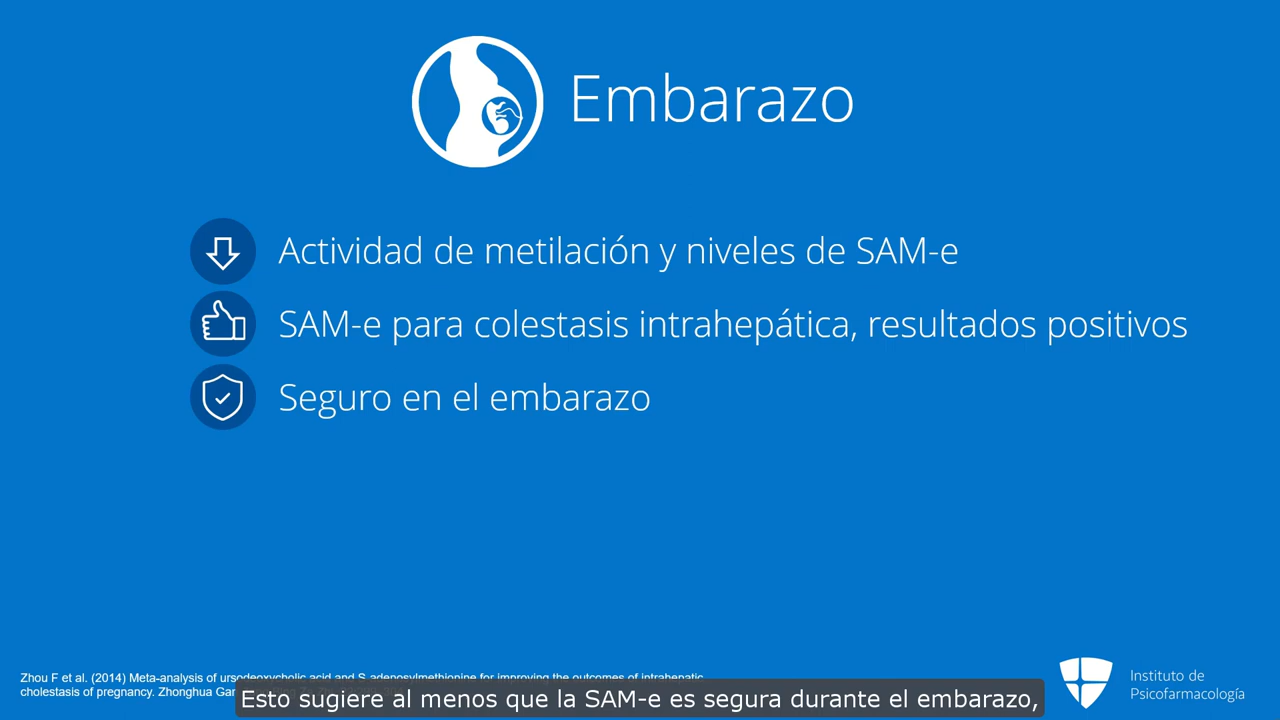 Embarazo
Actividad de metilación y niveles de SAM-e
SAM-e para colestasis intrahepática, resultados positivos
Seguro en el embarazo
Zhou F et al. (2014) Meta-analysis of ursodeoxycholic acid and S-adenosylmethionine for improving the outcomes of intrahepatic
cholestasis of pregnancy. Zhonghua Gan
Esto sugiere al menos que la SAM-e es segura durante el embarazo,
Instituto de
Psicofarmacología